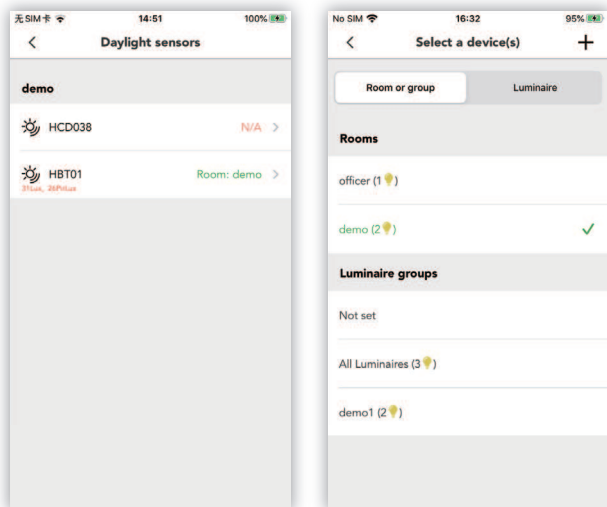 无SIM卡 14:51 100%
Daylight sensors
demo
HCD038 N/A
HBT01 Room: demo
31Lux, 26PirLux
No SIM 16:32 95%
Select a device(s)
Room or group Luminaire
Rooms
officer (1)
demo (2)
Luminaire groups
Not set
All Luminaires (3)
demo1 (2)